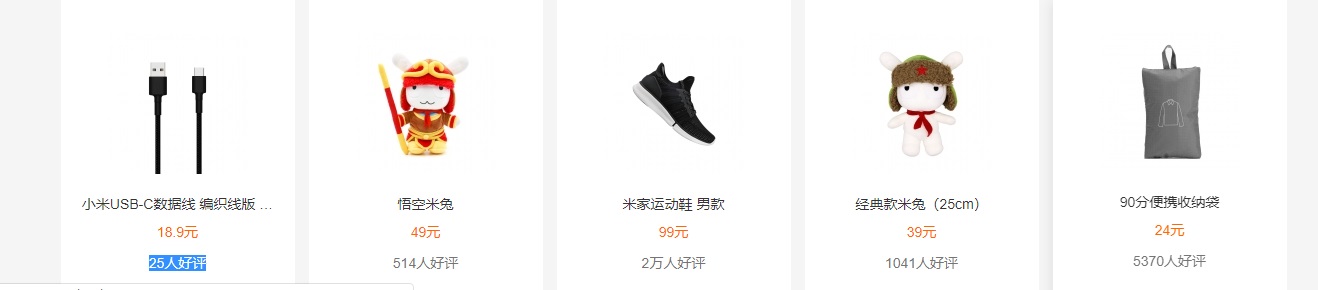 小米USB-C数据线 编织线版 ...
18.9元
25人好评
悟空米兔
49元
514人好评
米家运动鞋 男款
99元
2万人好评
经典款米兔（25cm）
39元
1041人好评
90分便携收纳袋
24元
5370人好评